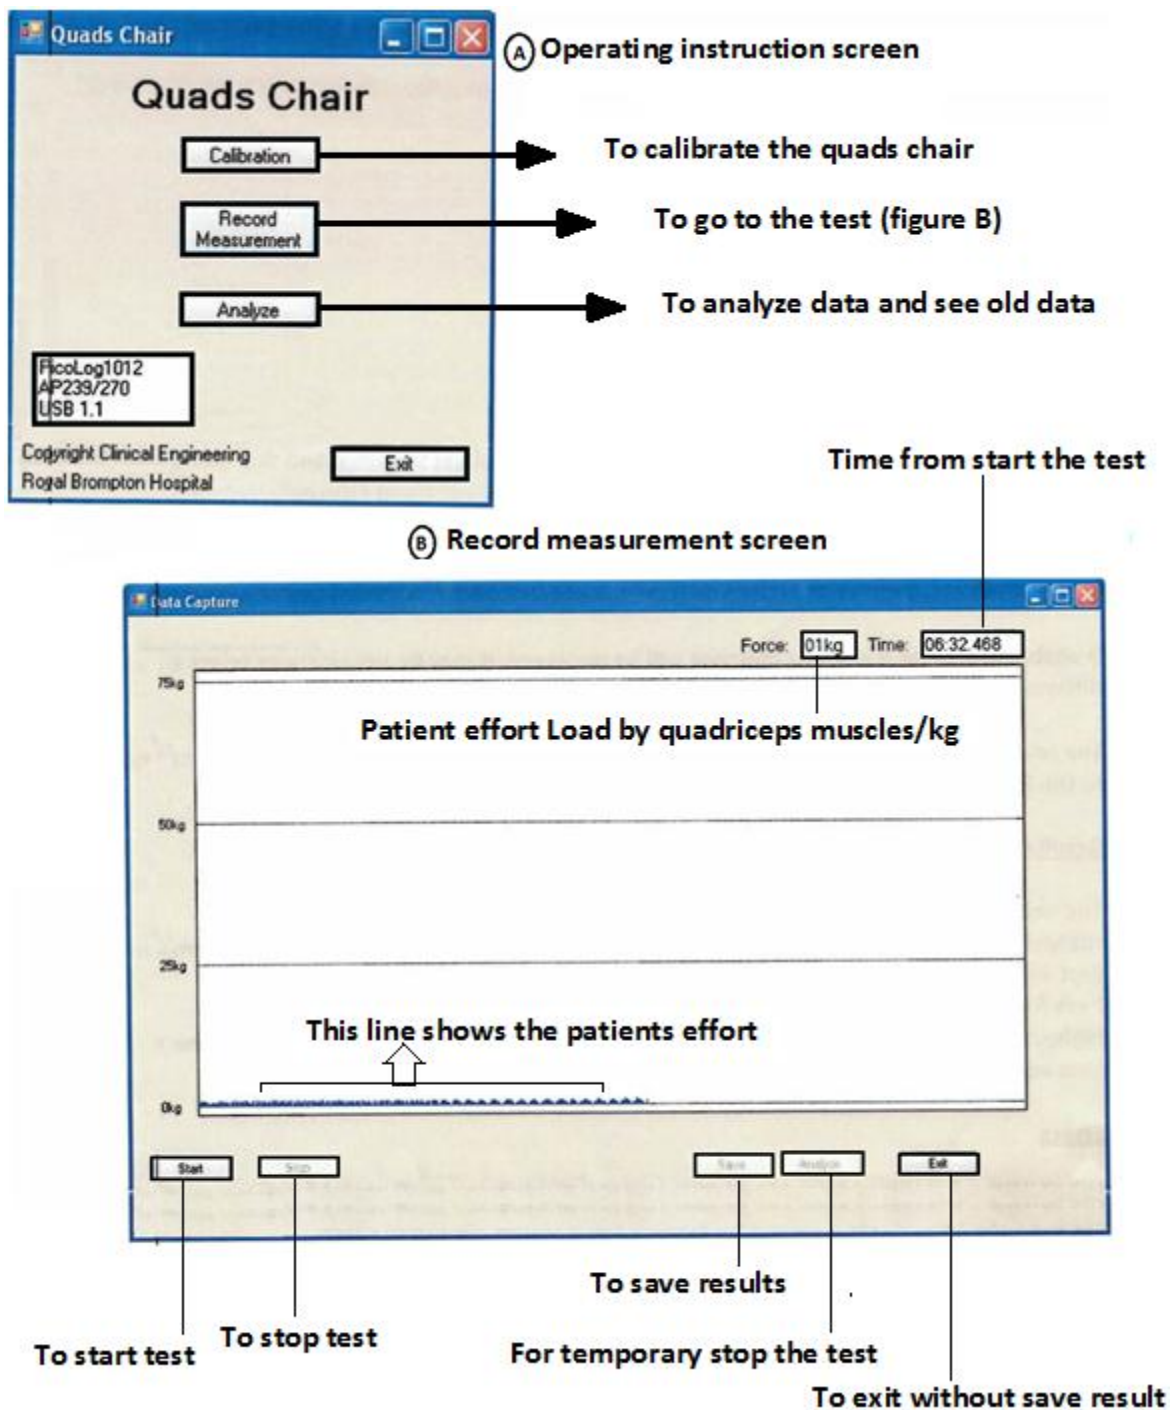 Quads Chair
A Operating instruction screen
Quads Chair
Calibration
To calibrate the quads chair
Record
Measurement
To go to the test (figure B)
Analyze
To analyze data and see old data
PicoLog1012
AP239/270
USB 1.1
Copyright Clinical Engineering
Royal Brompton Hospital
Exit
Time from start the test
B Record measurement screen
Data Capture
Force: 01kg Time: 06:32.468
75kg
Patient effort Load by quadriceps muscles/kg
50kg
25kg
This line shows the patients effort
0kg
Start
Stop
Save
Analyze
Exit
To save results
To stop test
To start test
For temporary stop the test
To exit without save result